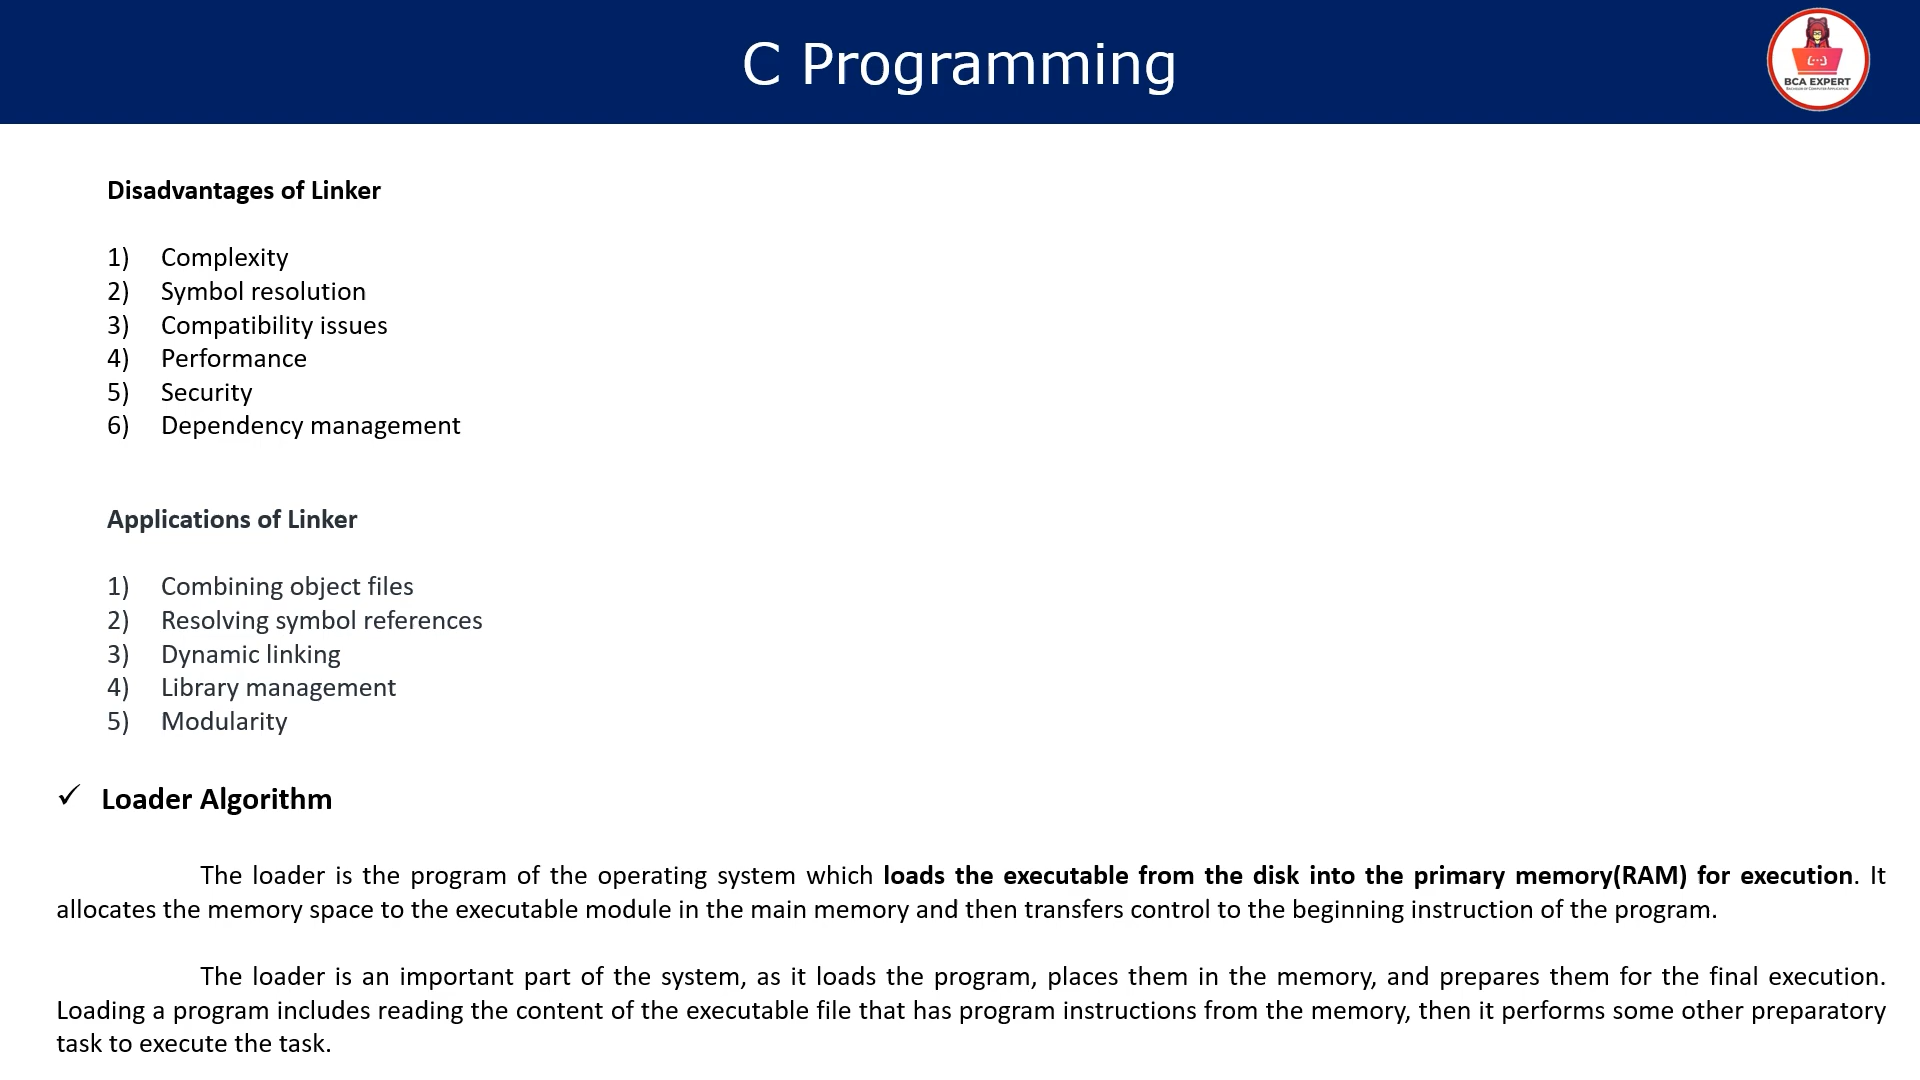 C Programming
BCA EXPERT
Disadvantages of Linker
1) Complexity
2) Symbol resolution
3) Compatibility issues
4) Performance
5) Security
6) Dependency management
Applications of Linker
1) Combining object files
2) Resolving symbol references
3) Dynamic linking
4) Library management
5) Modularity
✓ Loader Algorithm
The loader is the program of the operating system which loads the executable from the disk into the primary memory(RAM) for execution. It
allocates the memory space to the executable module in the main memory and then transfers control to the beginning instruction of the program.
The loader is an important part of the system, as it loads the program, places them in the memory, and prepares them for the final execution.
Loading a program includes reading the content of the executable file that has program instructions from the memory, then it performs some other preparatory
task to execute the task.